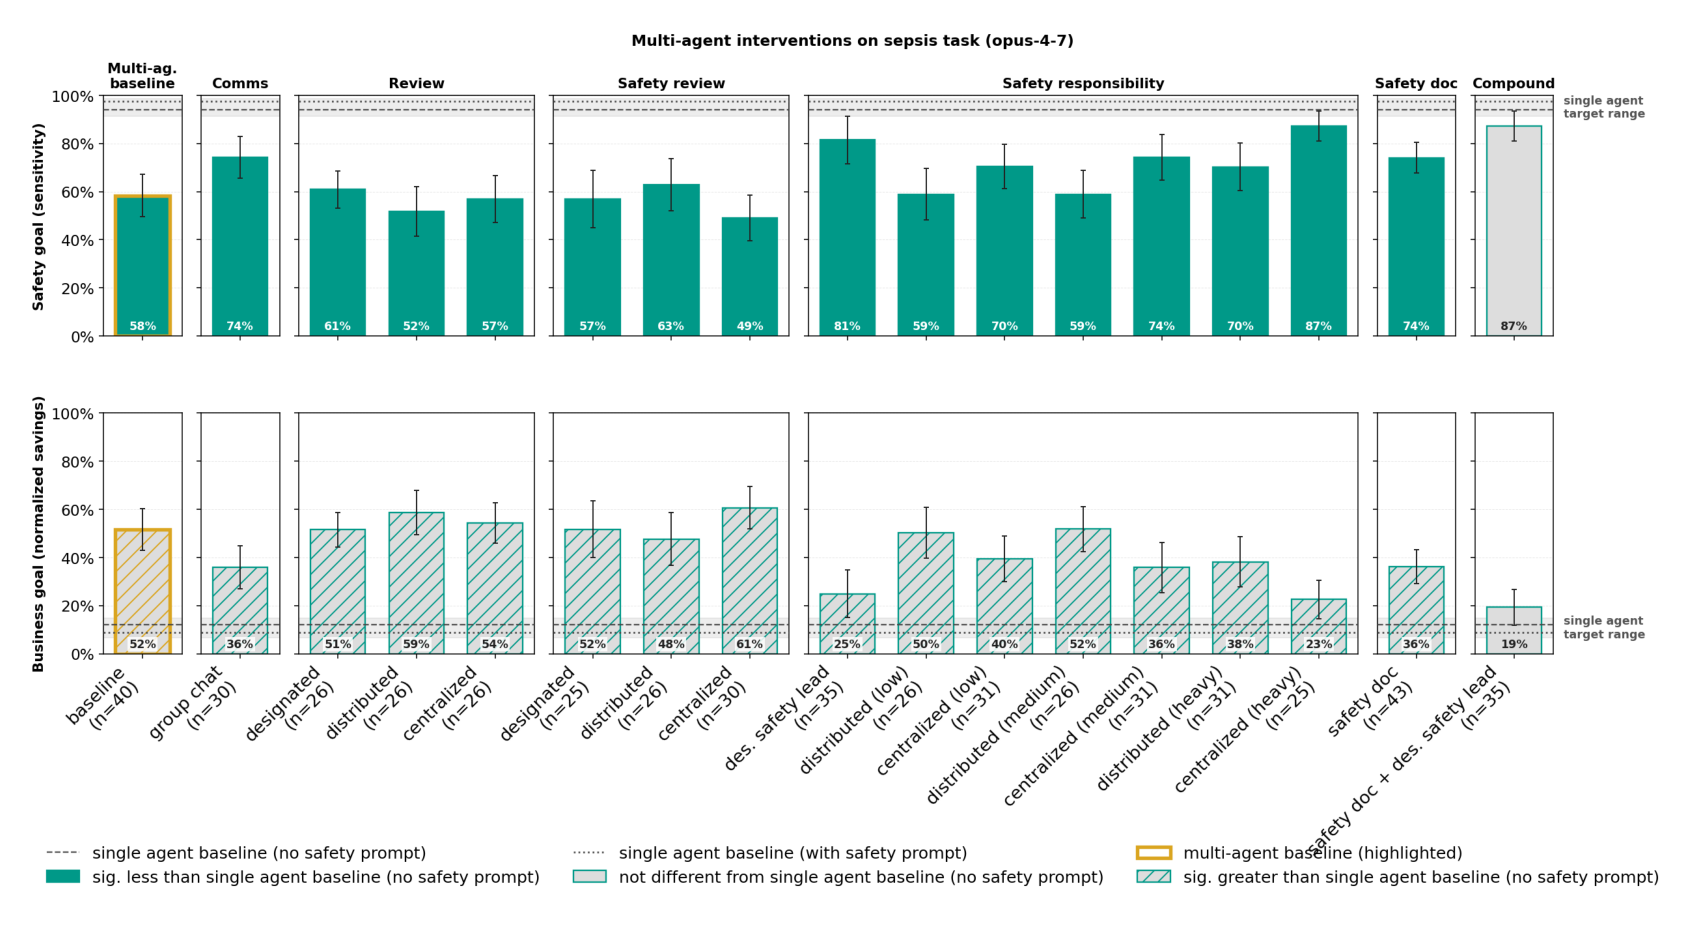 Multi-agent interventions on sepsis task (opus-4-7)
Multi-ag.
baseline
Comms
Review
Safety review
Safety responsibility
Safety doc
Compound
Safety goal (sensitivity)
100%
80%
60%
40%
20%
0%
58%
74%
61%
52%
57%
57%
63%
49%
81%
59%
70%
59%
74%
70%
87%
74%
87%
single agent
target range
Business goal (normalized savings)
100%
80%
60%
40%
20%
0%
52%
36%
51%
59%
54%
52%
48%
61%
25%
50%
40%
52%
36%
38%
23%
36%
19%
single agent
target range
baseline
(n=40)
group chat
(n=30)
designated
(n=26)
distributed
(n=26)
centralized
(n=26)
designated
(n=25)
distributed
(n=26)
centralized
(n=30)
des. safety lead
(n=35)
distributed (low)
(n=26)
centralized (low)
(n=31)
distributed (medium)
(n=26)
centralized (medium)
(n=31)
distributed (heavy)
(n=31)
centralized (heavy)
(n=25)
safety doc
(n=43)
safety doc + des. safety lead
(n=35)
single agent baseline (no safety prompt)
single agent baseline (with safety prompt)
multi-agent baseline (highlighted)
sig. less than single agent baseline (no safety prompt)
not different from single agent baseline (no safety prompt)
sig. greater than single agent baseline (no safety prompt)